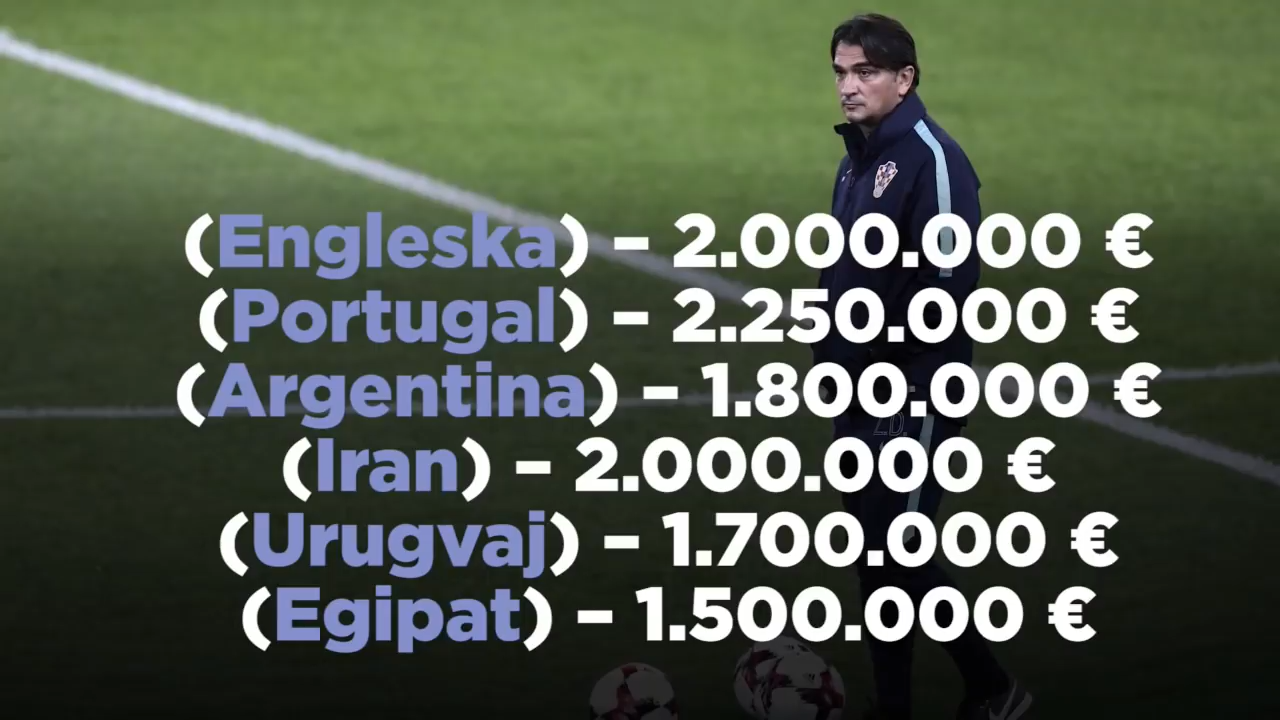 (Engleska) – 2.000.000 €
(Portugal) – 2.250.000 €
(Argentina) – 1.800.000 €
(Iran) – 2.000.000 €
(Urugvaj) – 1.700.000 €
(Egipat) – 1.500.000 €
Z.D.